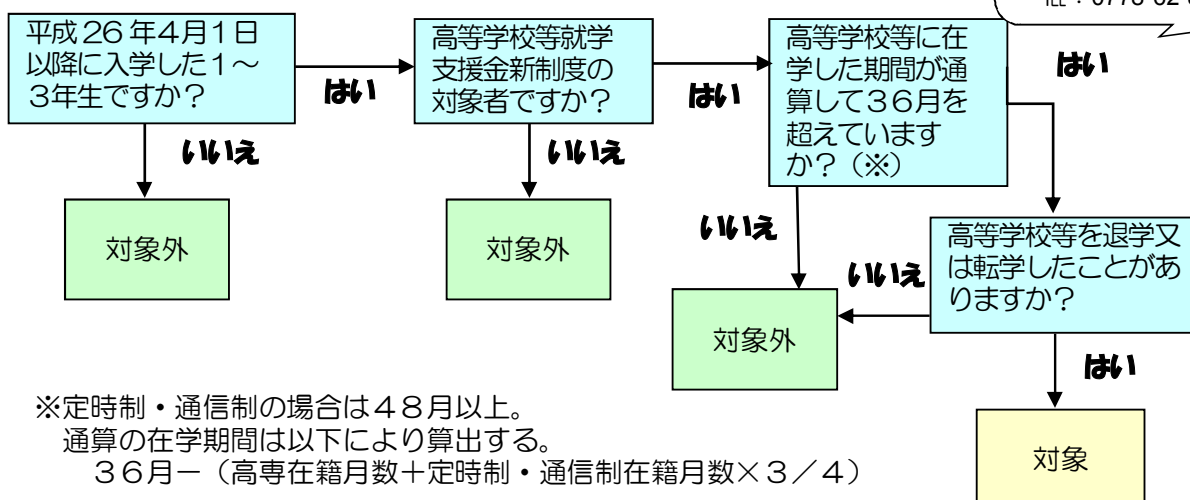 平成26年4月1日
以降に入学した1〜
3年生ですか?
はい
いいえ
対象外
高等学校等就学
支援金新制度の
対象者ですか?
はい
いいえ
対象外
高等学校等に在
学した期間が通
算して36月を
超えています
か?(※)
はい
いいえ
対象外
高等学校等を退学又
は転学したことがあ
りますか?
いいえ
はい
対象
※定時制・通信制の場合は48月以上。
通算の在学期間は以下により算出する。
36月ー(高専在籍月数+定時制・通信制在籍月数×3/4)